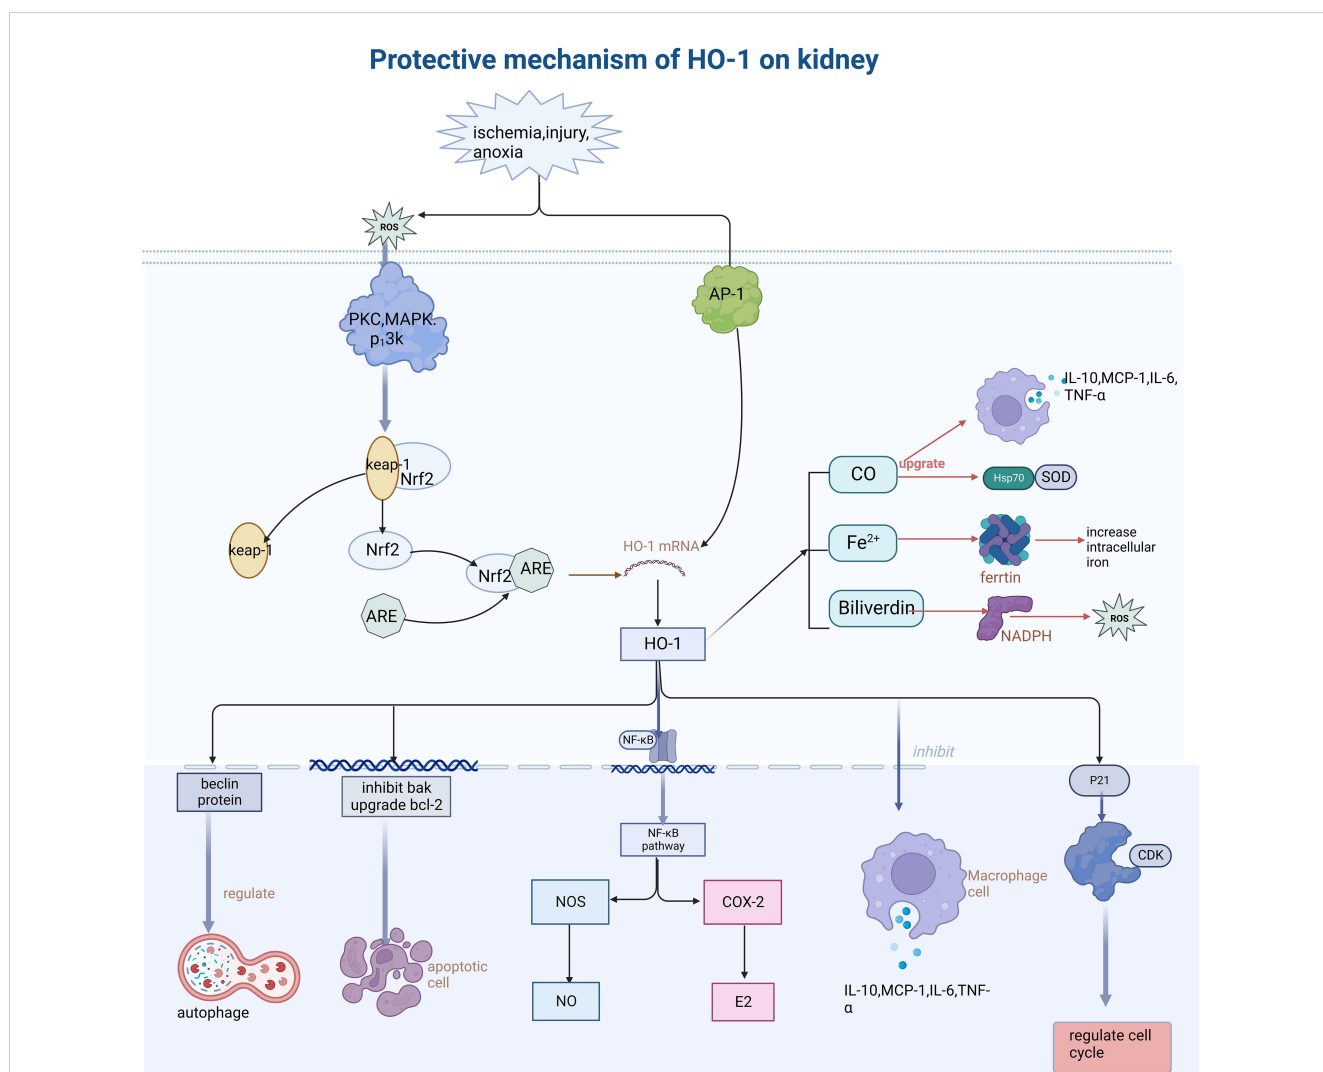 Protective mechanism of HO-1 on kidney
ischemia,injury,
anoxia
ROS
PKC,MAPK.
p₁3k
AP-1
keap-1
Nrf2
keap-1
Nrf2
Nrf2
ARE
ARE
HO-1 mRNA
HO-1
IL-10,MCP-1,IL-6,
TNF-α
CO
upgrate
Hsp70
SOD
Fe²⁺
ferrtin
increase
intracellular
iron
Biliverdin
NADPH
ROS
NF-κB
inhibit
beclin
protein
inhibit bak
upgrade bcl-2
P21
NF-κB
pathway
CDK
regulate
NOS
COX-2
Macrophage
cell
autophage
apoptotic
cell
NO
E2
IL-10,MCP-1,IL-6,TNF-
α
regulate cell
cycle